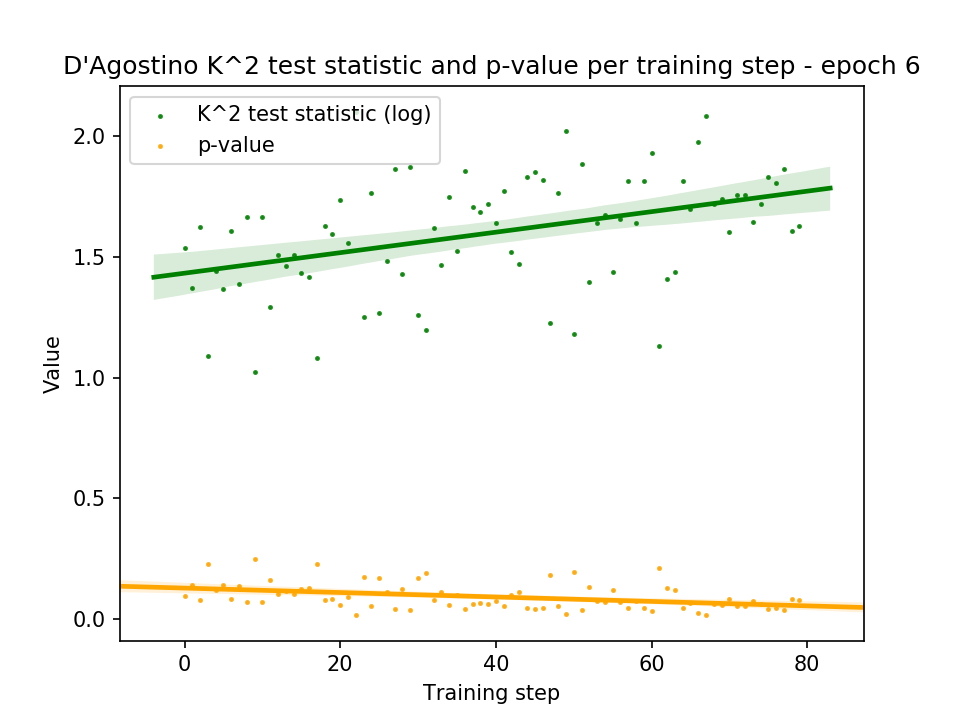 D'Agostino K^2 test statistic and p-value per training step - epoch 6
K^2 test statistic (log)
p-value
2.0
1.5
1.0
0.5
0.0
Value
0 20 40 60 80
Training step